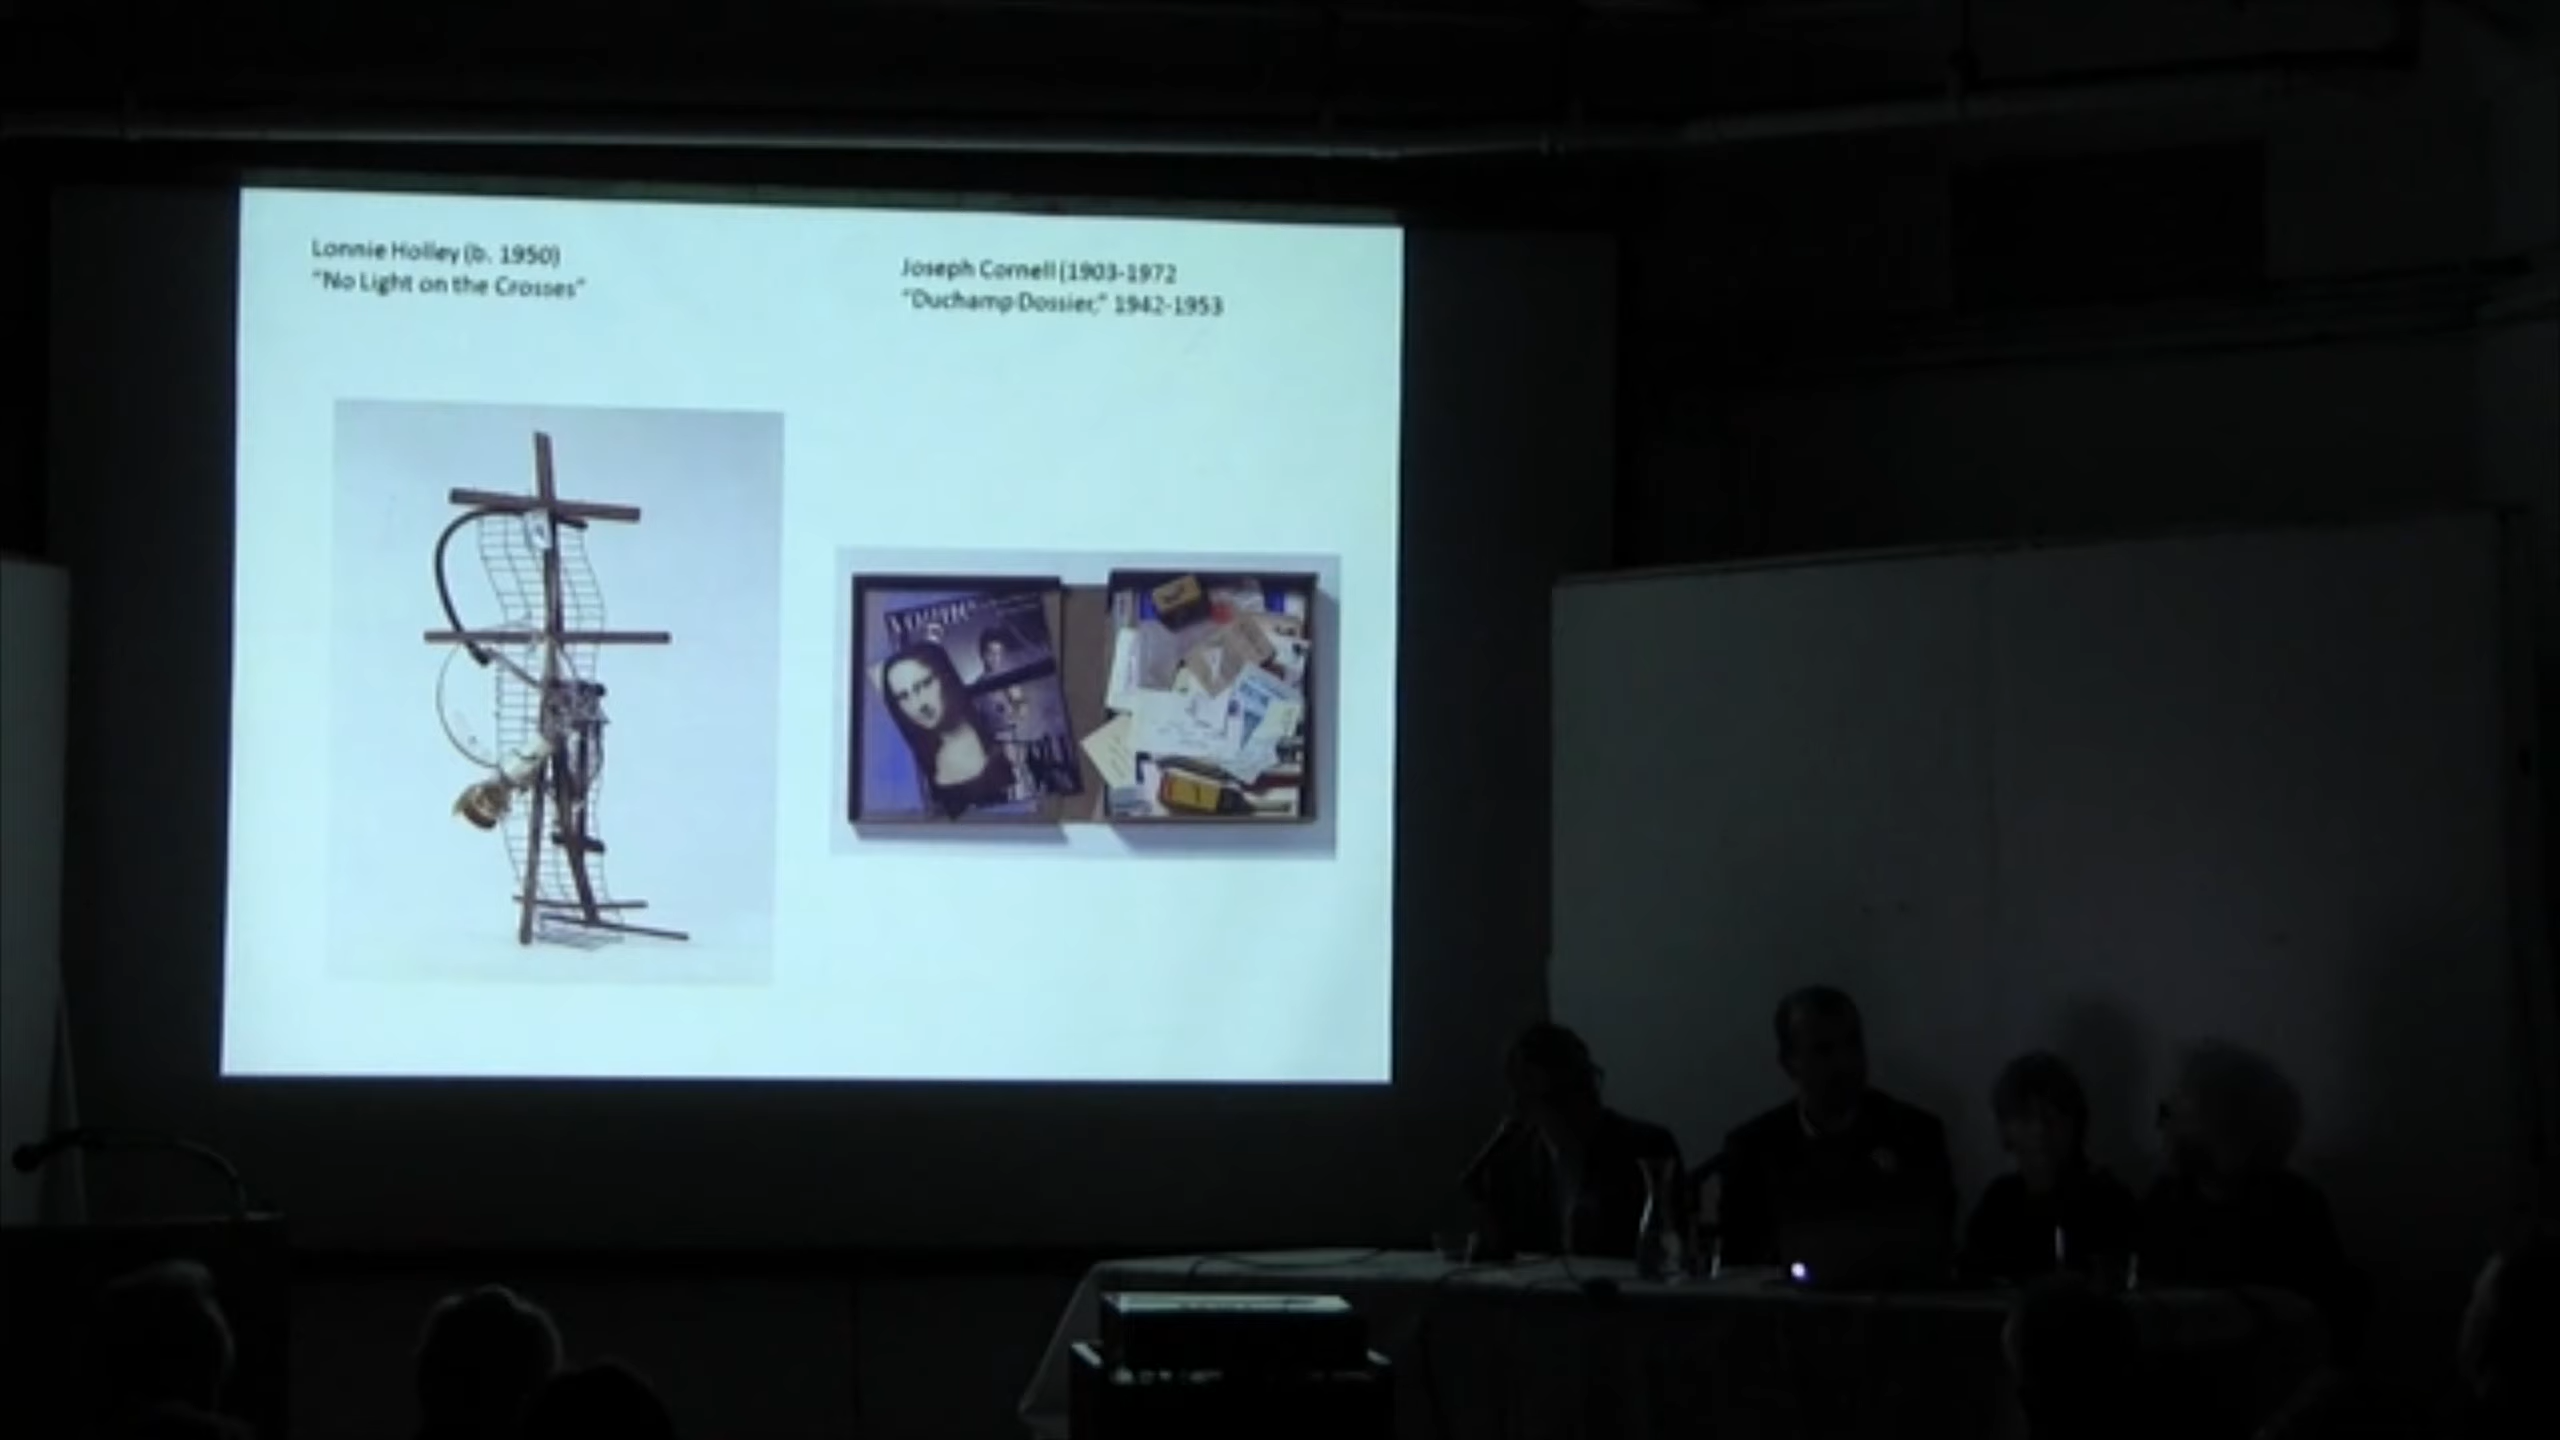 Lonnie Holley (b. 1950)
"No Light on the Crosses"
Joseph Cornell (1903-1972
"Duchamp Dossier," 1942-1953